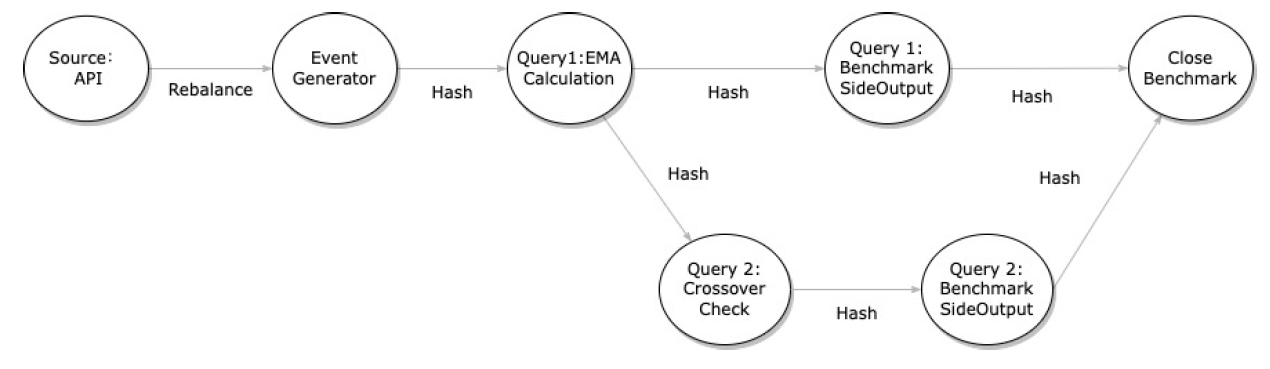 Source:
API
Rebalance
Event
Generator
Hash
Query1:EMA
Calculation
Hash
Query 1:
Benchmark
SideOutput
Hash
Close
Benchmark
Hash
Hash
Query 2:
Crossover
Check
Hash
Query 2:
Benchmark
SideOutput